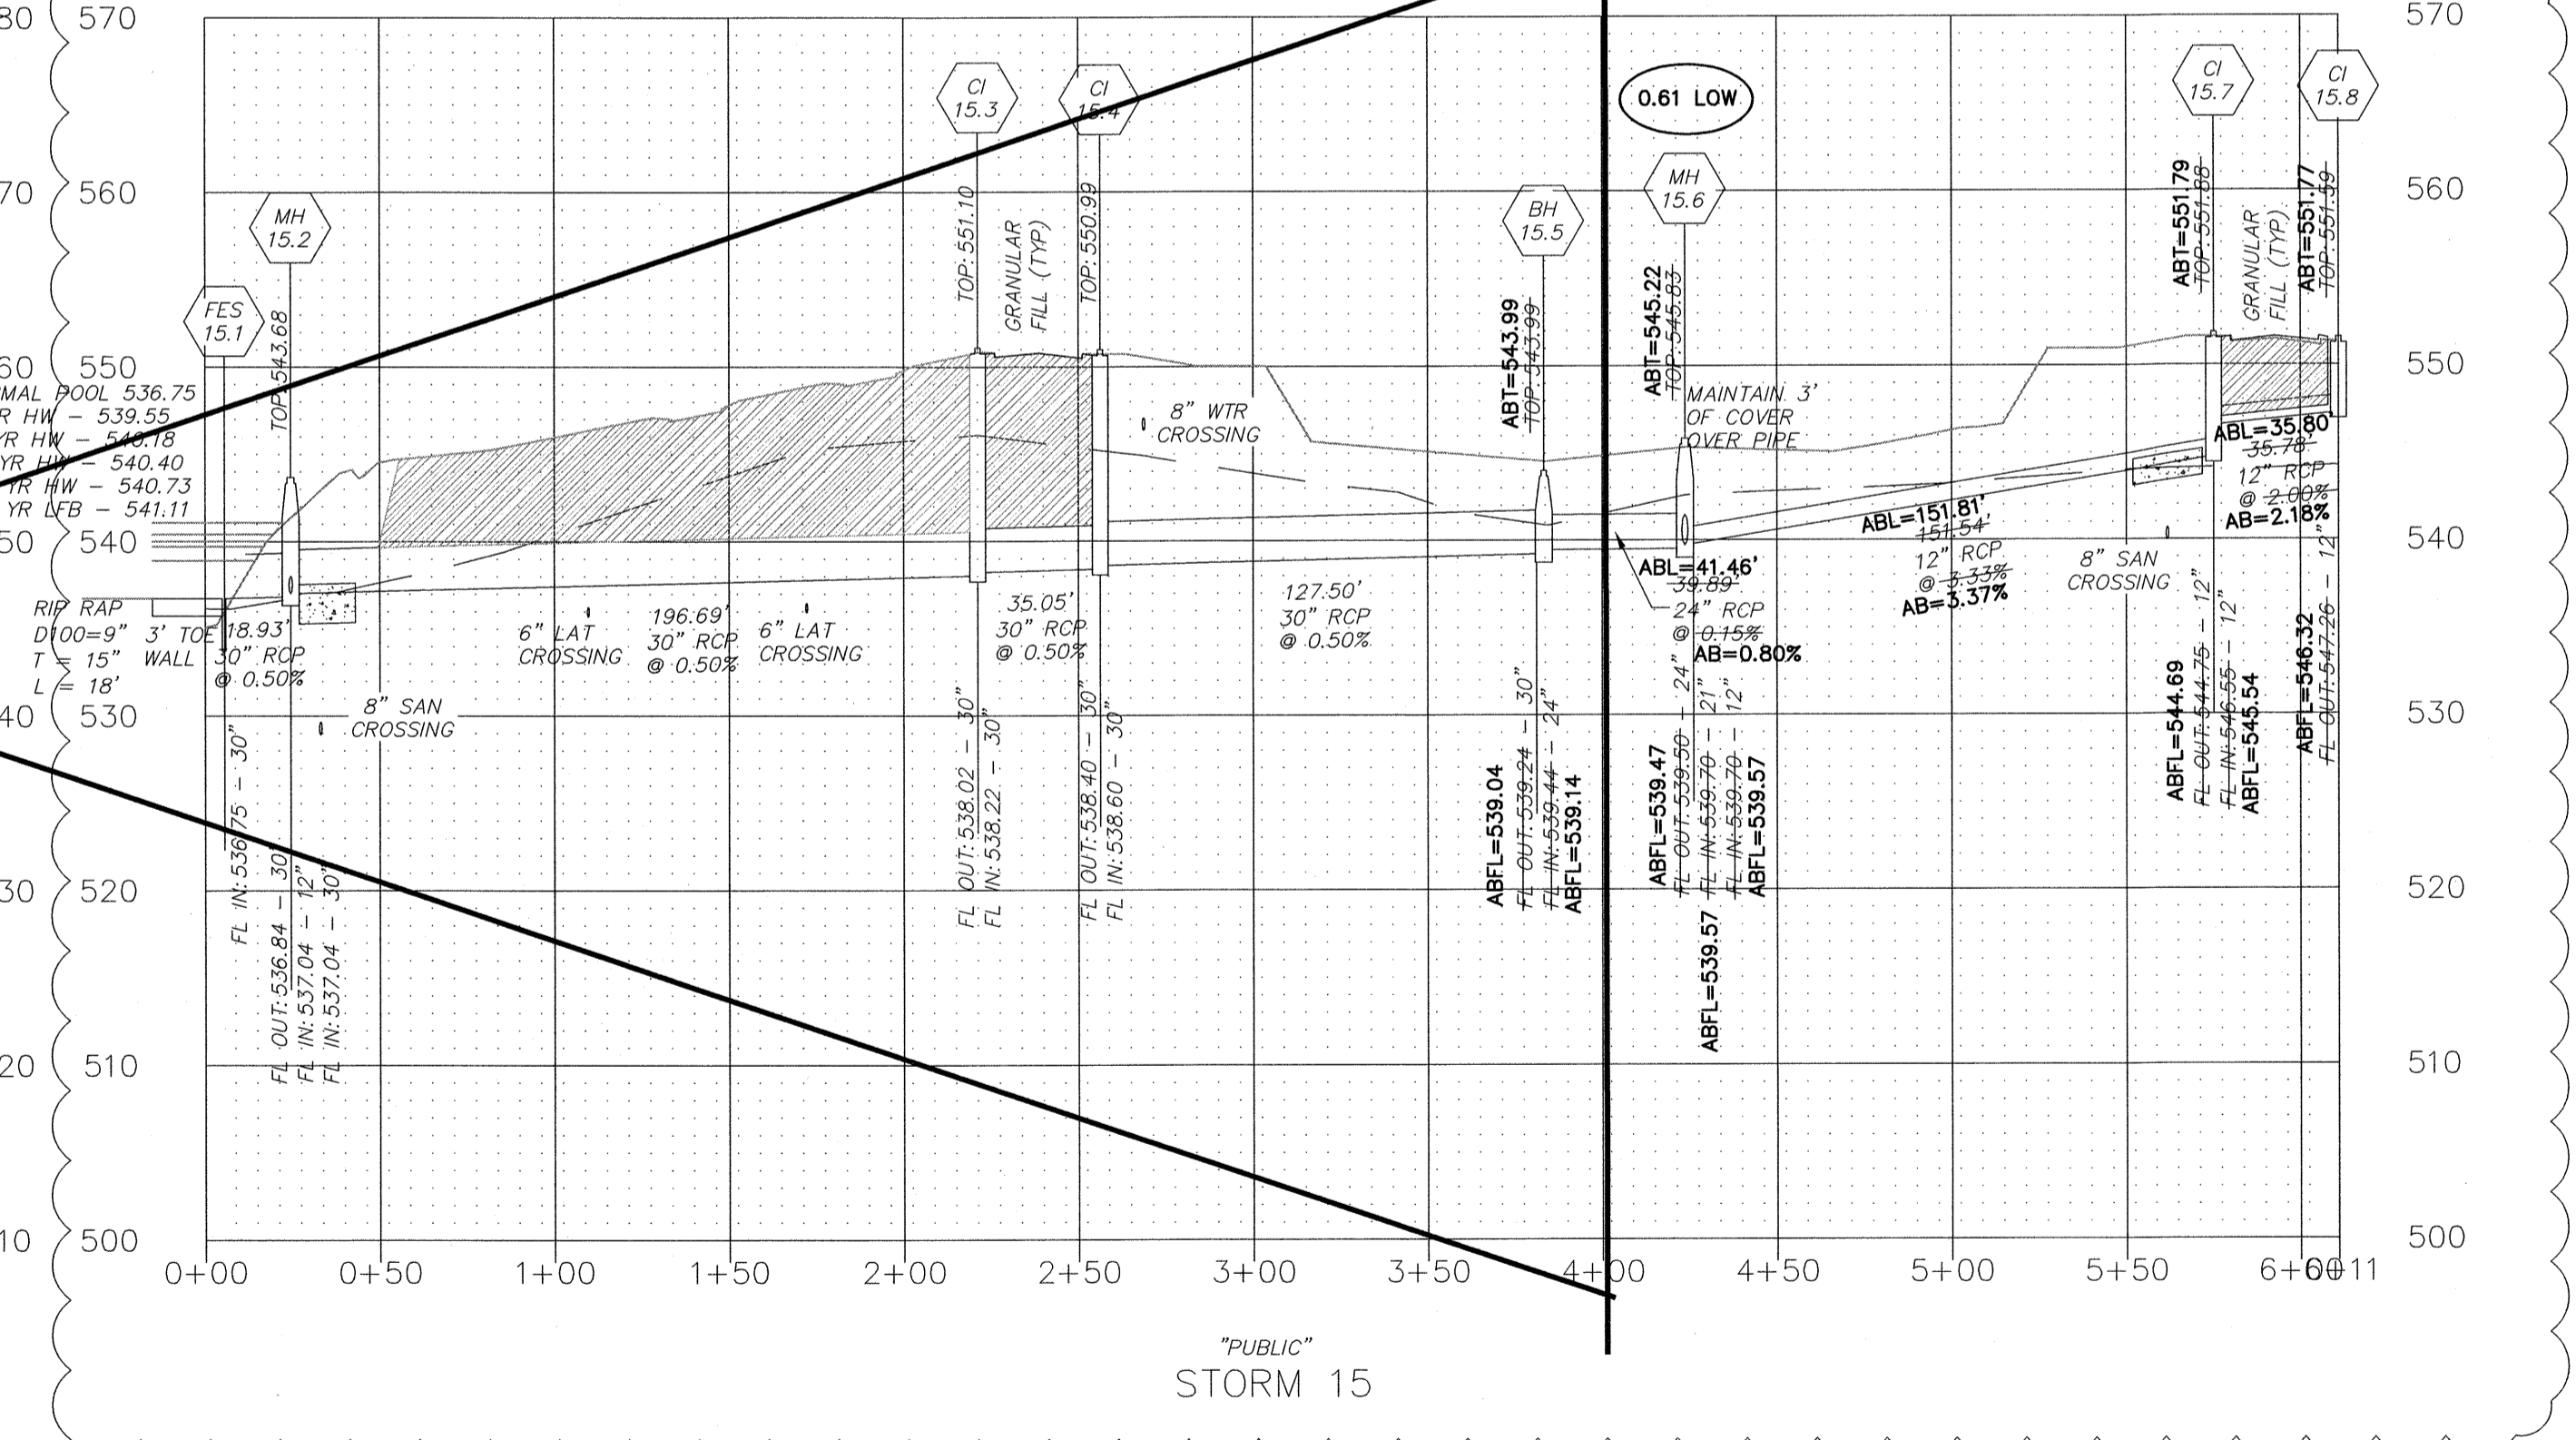 80
570
570
70
560
560
60
550
550
50
540
540
40
530
530
30
520
520
20
510
510
10
500
500
FES
15.1
MH
15.2
TOP:543.68
CI
15.3
TOP:551.10
GRANULAR
FILL (TYP)
CI
15.4
TOP:550.99
BH
15.5
ABT=543.99
TOP:543.99
0.61 LOW
MH
15.6
ABT=545.22
TOP:545.83
MAINTAIN 3'
OF COVER
OVER PIPE
CI
15.7
ABT=551.79
TOP:551.88
GRANULAR
FILL (TYP)
CI
15.8
ABT=551.77
TOP:551.59
MAL POOL 536.75
R HW – 539.55
YR HW – 540.18
YR HW – 540.40
YR HW – 540.73
YR LFB – 541.11
RIP RAP
D100=9"
T = 15"
L = 18'
3' TOE
WALL
18.93'
30" RCP
@ 0.50%
8" SAN
CROSSING
6" LAT
CROSSING
196.69'
30" RCP
@ 0.50%
6" LAT
CROSSING
35.05'
30" RCP
@ 0.50%
8" WTR
CROSSING
127.50'
30" RCP
@ 0.50%
ABL=41.46'
39.89'
24" RCP
@ 0.15%
AB=0.80%
ABL=151.81'
151.54'
12" RCP
@ 3.33%
AB=3.37%
8" SAN
CROSSING
ABL=35.80'
35.78'
12" RCP
@ 2.00%
AB=2.18%
FL IN:536.75 – 30"
FL OUT:536.84 – 30"
FL IN:537.04 – 12"
FL IN:537.04 – 30"
FL OUT:538.02 – 30"
FL IN:538.22 – 30"
FL OUT:538.40 – 30"
FL IN:538.60 – 30"
ABFL=539.04
FL OUT:539.24 – 30"
FL IN:539.44 – 24"
ABFL=539.14
ABFL=539.47
FL OUT:539.50 – 24"
FL IN:539.70 – 21"
FL IN:539.70 – 12"
ABFL=539.57
ABFL=539.57
ABFL=544.69
FL OUT:544.75 – 12"
FL IN:546.55 – 12"
ABFL=545.54
ABFL=546.32
FL OUT:547.26 – 12"
0+00
0+50
1+00
1+50
2+00
2+50
3+00
3+50
4+00
4+50
5+00
5+50
6+00
6+11
"PUBLIC"
STORM 15